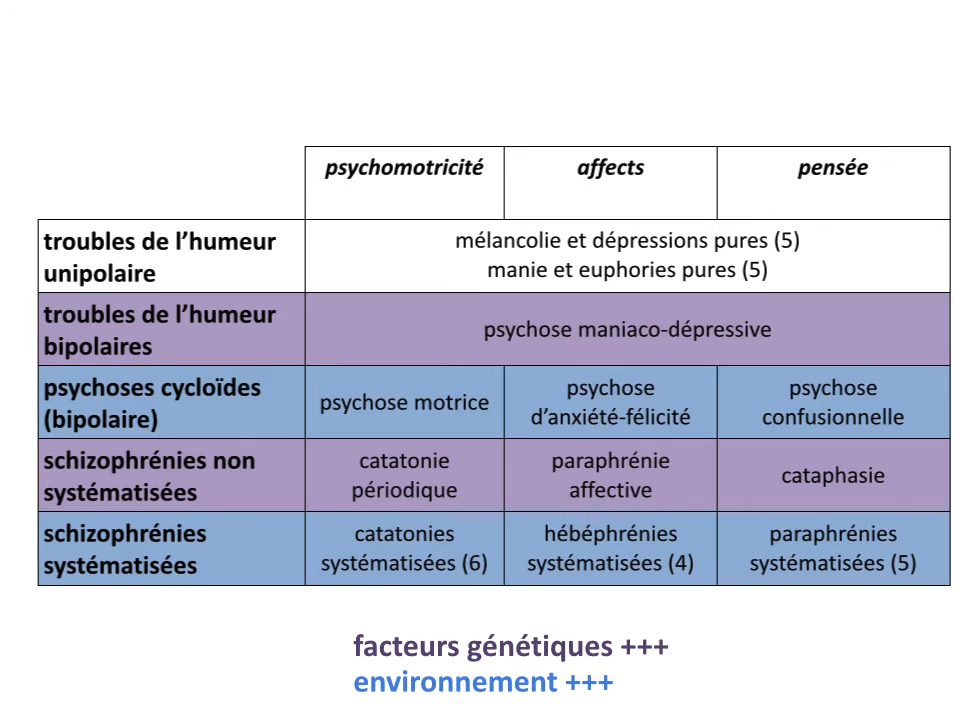 psychomotricité affects pensée
troubles de l’humeur
unipolaire
mélancolie et dépressions pures (5)
manie et euphories pures (5)
troubles de l’humeur
bipolaires
psychose maniaco-dépressive
psychoses cycloïdes
(bipolaire)
psychose motrice
psychose
d’anxiété-félicité
psychose
confusionnelle
schizophrénies non
systématisées
catatonie
périodique
paraphrénie
affective
cataphasie
schizophrénies
systématisées
catatonies
systématisées (6)
hébéphrénies
systématisées (4)
paraphrénies
systématisées (5)
facteurs génétiques +++
environnement +++